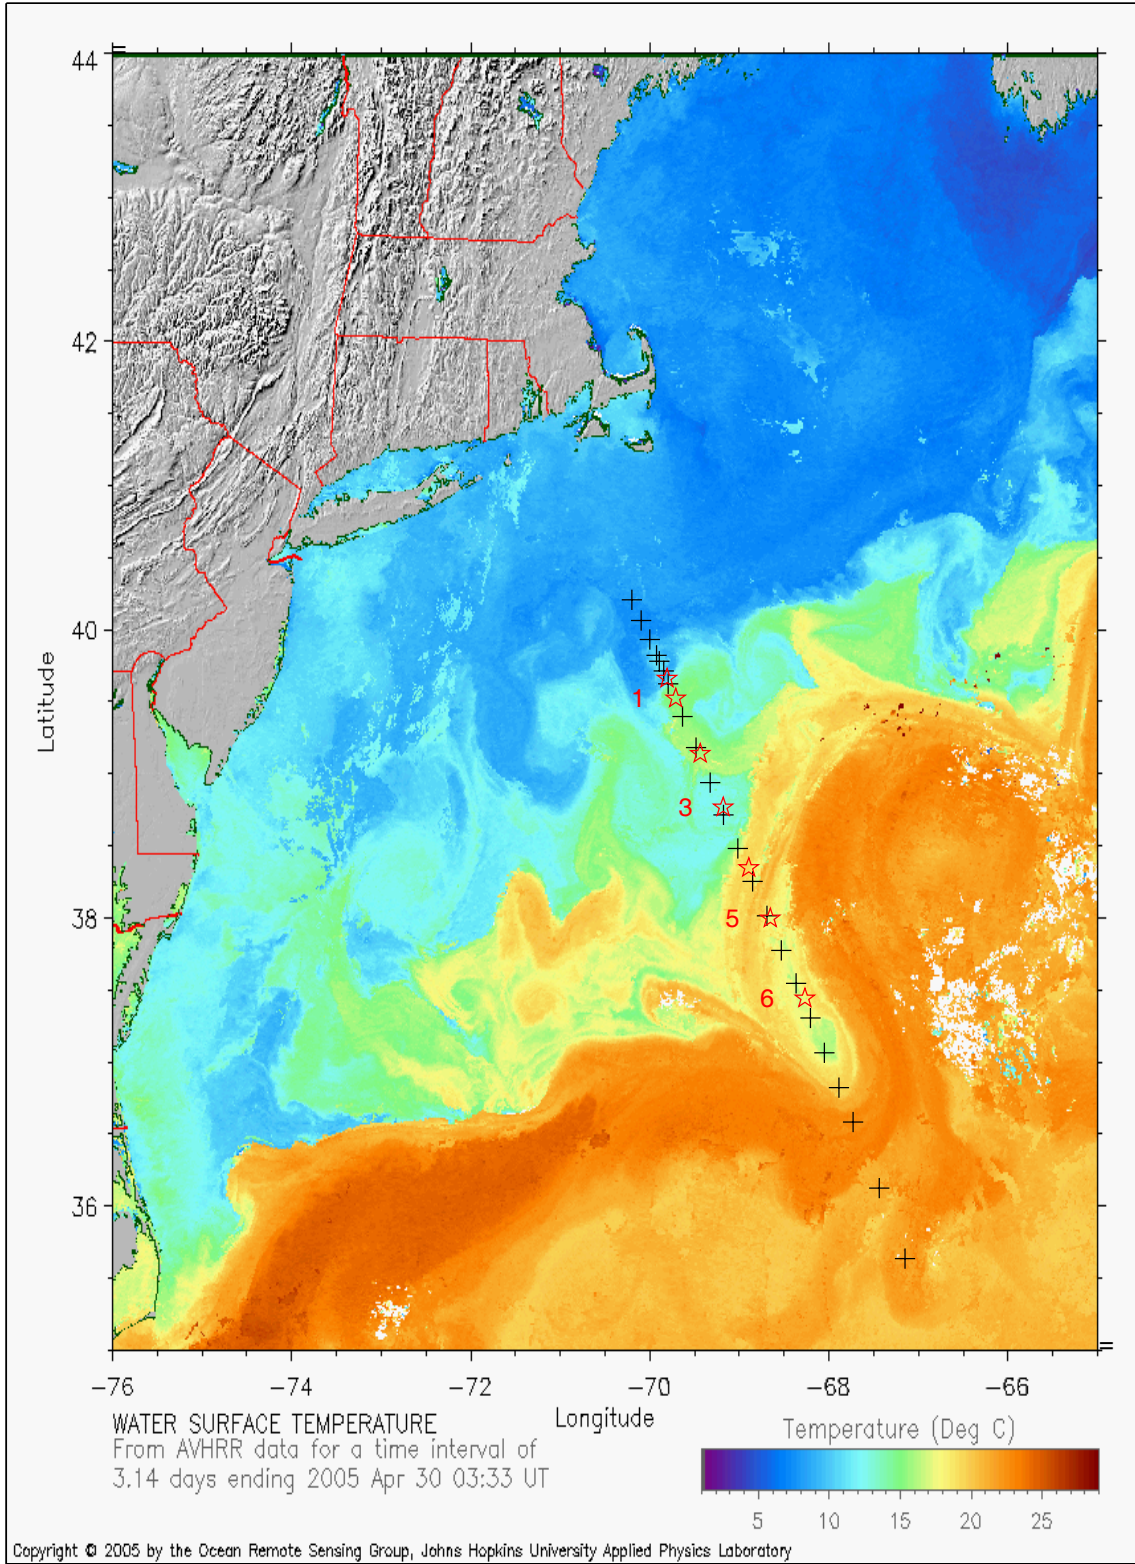 44
42
40
38
36
Latitude
1
3
5
6
−76 −74 −72 −70 −68 −66
Longitude
WATER SURFACE TEMPERATURE
From AVHRR data for a time interval of
3.14 days ending 2005 Apr 30 03:33 UT
Temperature (Deg C)
5 10 15 20 25
Copyright © 2005 by the Ocean Remote Sensing Group, Johns Hopkins University Applied Physics Laboratory